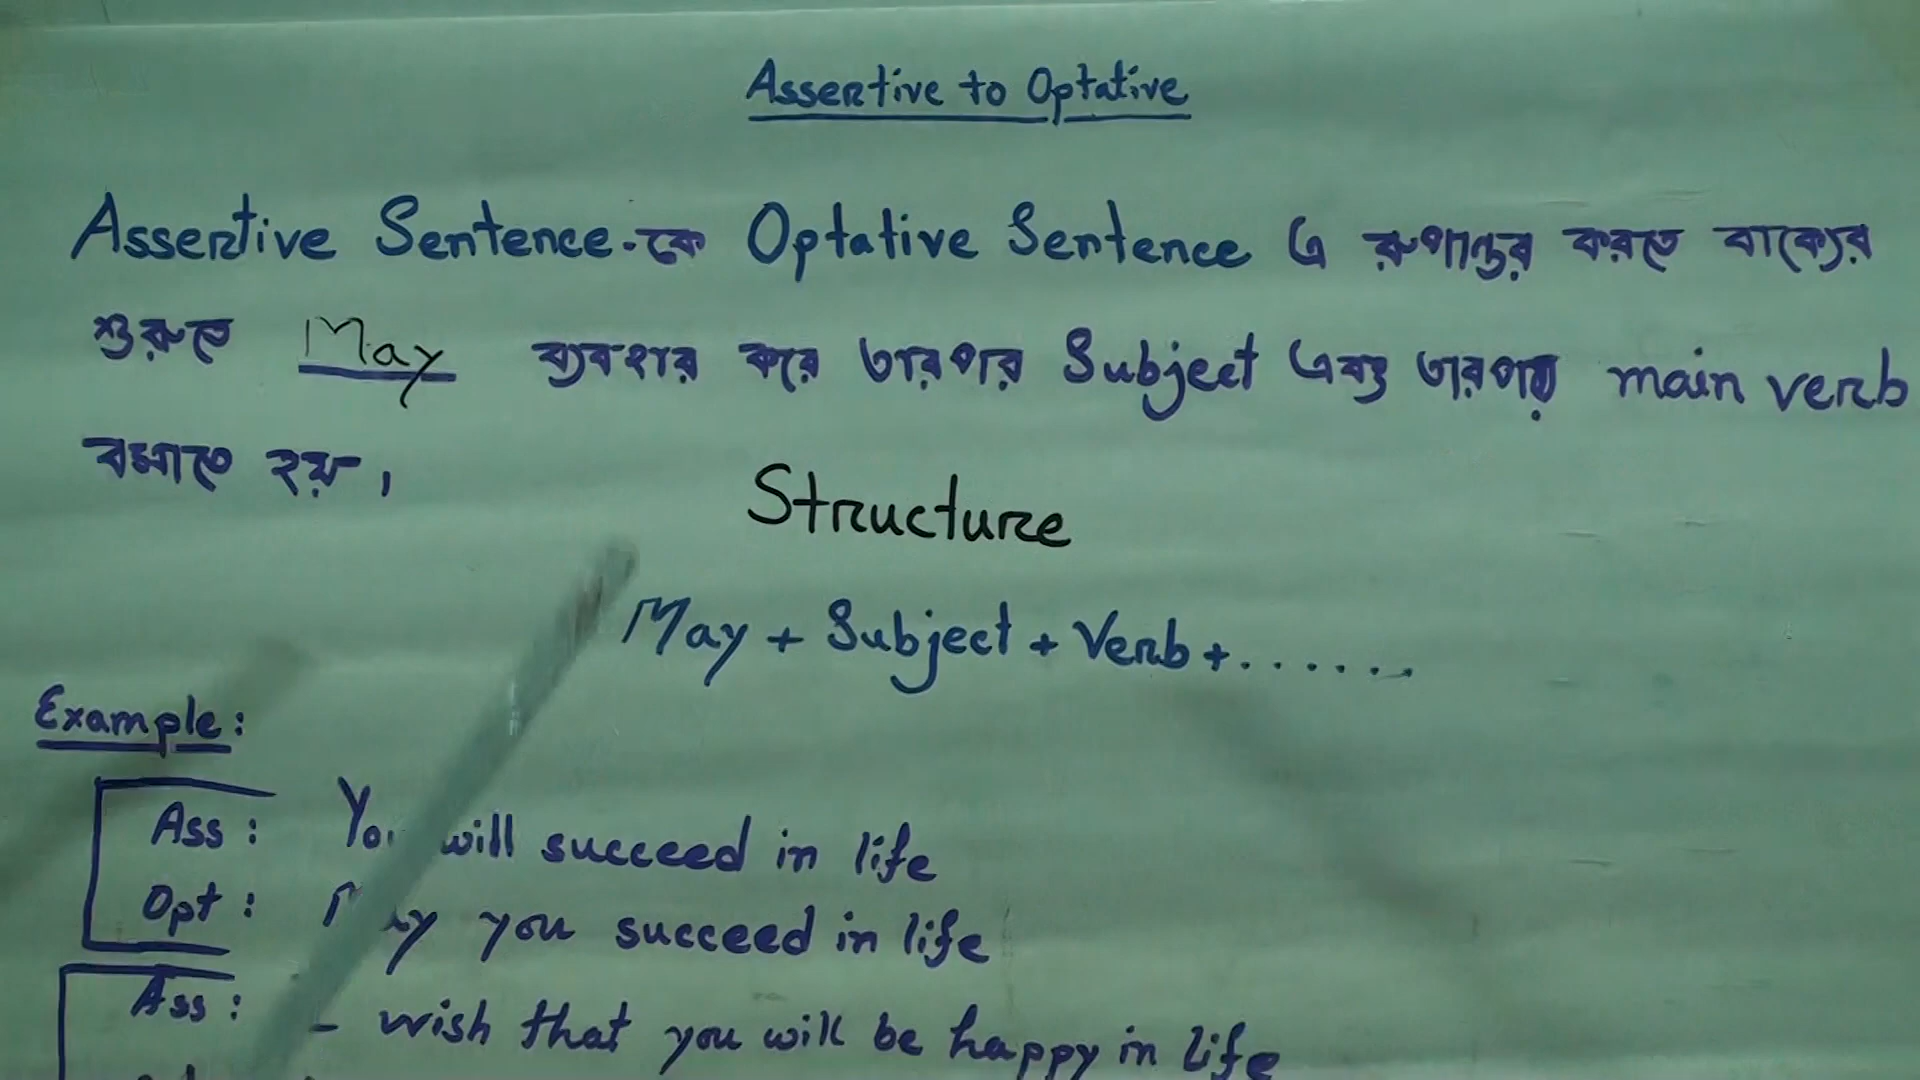 Assertive to Optative
Assertive Sentence-কে Optative Sentence এ রুপান্তর করতে বাক্যের
শুরুতে May ব্যবহার করে তারপর Subject এবং তারপর main verb
বসাতে হয়।
Structure
May + Subject + Verb + .......
Example:
Ass: will succeed in life
Opt: you succeed in life
Ass: wish that you will be happy in life